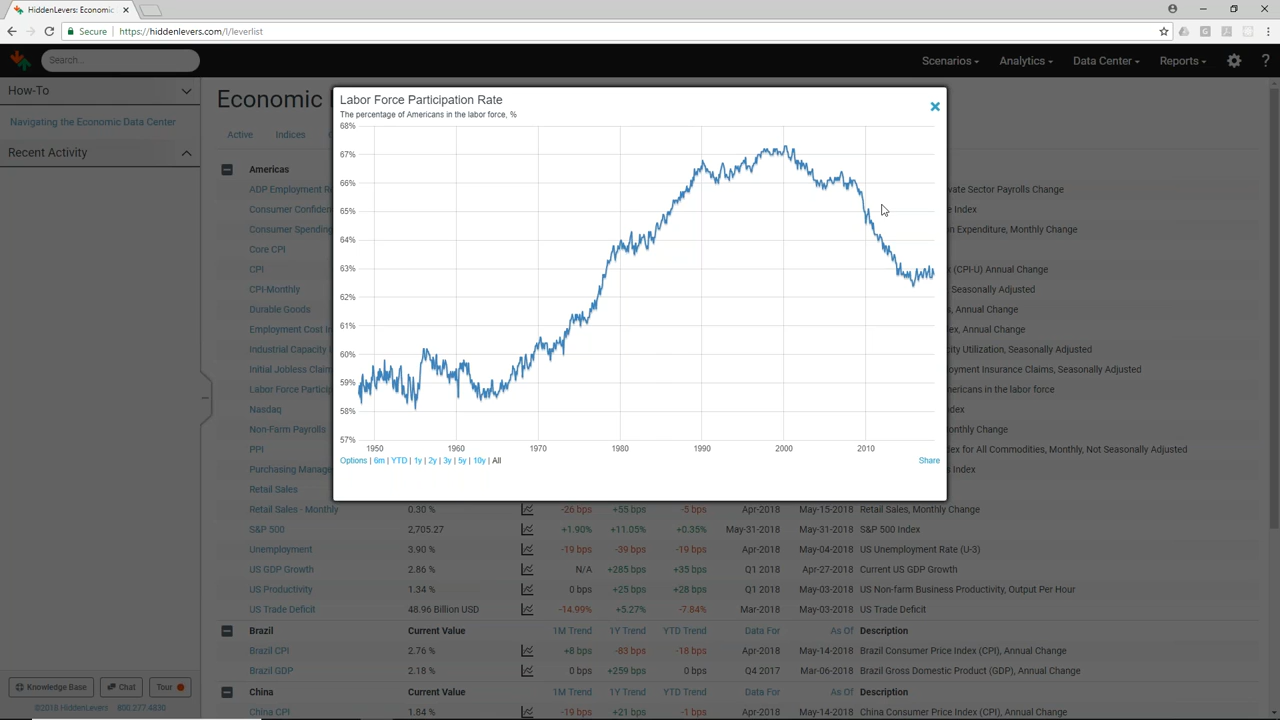 HiddenLevers: Economic
Secure https://hiddenlevers.com/l/leverlist
Search... Scenarios Analytics Data Center Reports ?
How-To
Navigating the Economic Data Center
Recent Activity
Economic
Active Indices
Labor Force Participation Rate
The percentage of Americans in the labor force, %
68%
67%
66%
65%
64%
63%
62%
61%
60%
59%
58%
57%
1950 1960 1970 1980 1990 2000 2010
Options | 6m | YTD | 1y | 2y | 3y | 5y | 10y | All Share
Americas
ADP Employment Re vate Sector Payrolls Change
Consumer Confiden e Index
Consumer Spending n Expenditure, Monthly Change
Core CPI
CPI (CPI-U) Annual Change
CPI-Monthly Seasonally Adjusted
Durable Goods s, Annual Change
Employment Cost In ex, Annual Change
Industrial Capacity city Utilization, Seasonally Adjusted
Initial Jobless Claim oyment Insurance Claims, Seasonally Adjusted
Labor Force Particip ericans in the labor force
Nasdaq dex
Non-Farm Payrolls onthly Change
PPI ex for All Commodities, Monthly, Not Seasonally Adjusted
Purchasing Manage s Index
Retail Sales
Retail Sales - Monthly 0.30 % -26 bps +55 bps -5 bps Apr-2018 May-15-2018 Retail Sales, Monthly Change
S&P 500 2,705.27 +1.90% +11.05% +0.35% May-31-2018 May-31-2018 S&P 500 Index
Unemployment 3.90 % -19 bps -39 bps -19 bps Apr-2018 May-04-2018 US Unemployment Rate (U-3)
US GDP Growth 2.86 % N/A +285 bps +35 bps Q1 2018 Apr-27-2018 Current US GDP Growth
US Productivity 1.34 % 0 bps +25 bps +28 bps Q1 2018 May-03-2018 US Non-farm Business Productivity, Output Per Hour
US Trade Deficit 48.96 Billion USD -14.99% +5.27% -7.84% Mar-2018 May-03-2018 US Trade Deficit
Brazil Current Value 1M Trend 1Y Trend YTD Trend Data For As Of Description
Brazil CPI 2.76 % +8 bps -83 bps -18 bps Apr-2018 May-14-2018 Brazil Consumer Price Index (CPI), Annual Change
Brazil GDP 2.18 % 0 bps +259 bps 0 bps Q4 2017 Mar-06-2018 Brazil Gross Domestic Product (GDP), Annual Change
China Current Value 1M Trend 1Y Trend YTD Trend Data For As Of Description
China CPI 1.84 % -19 bps +21 bps -1 bps Apr-2018 May-14-2018 China Consumer Price Index (CPI), Annual Change
Knowledge Base Chat Tour
©2018 HiddenLevers 800.277.4830